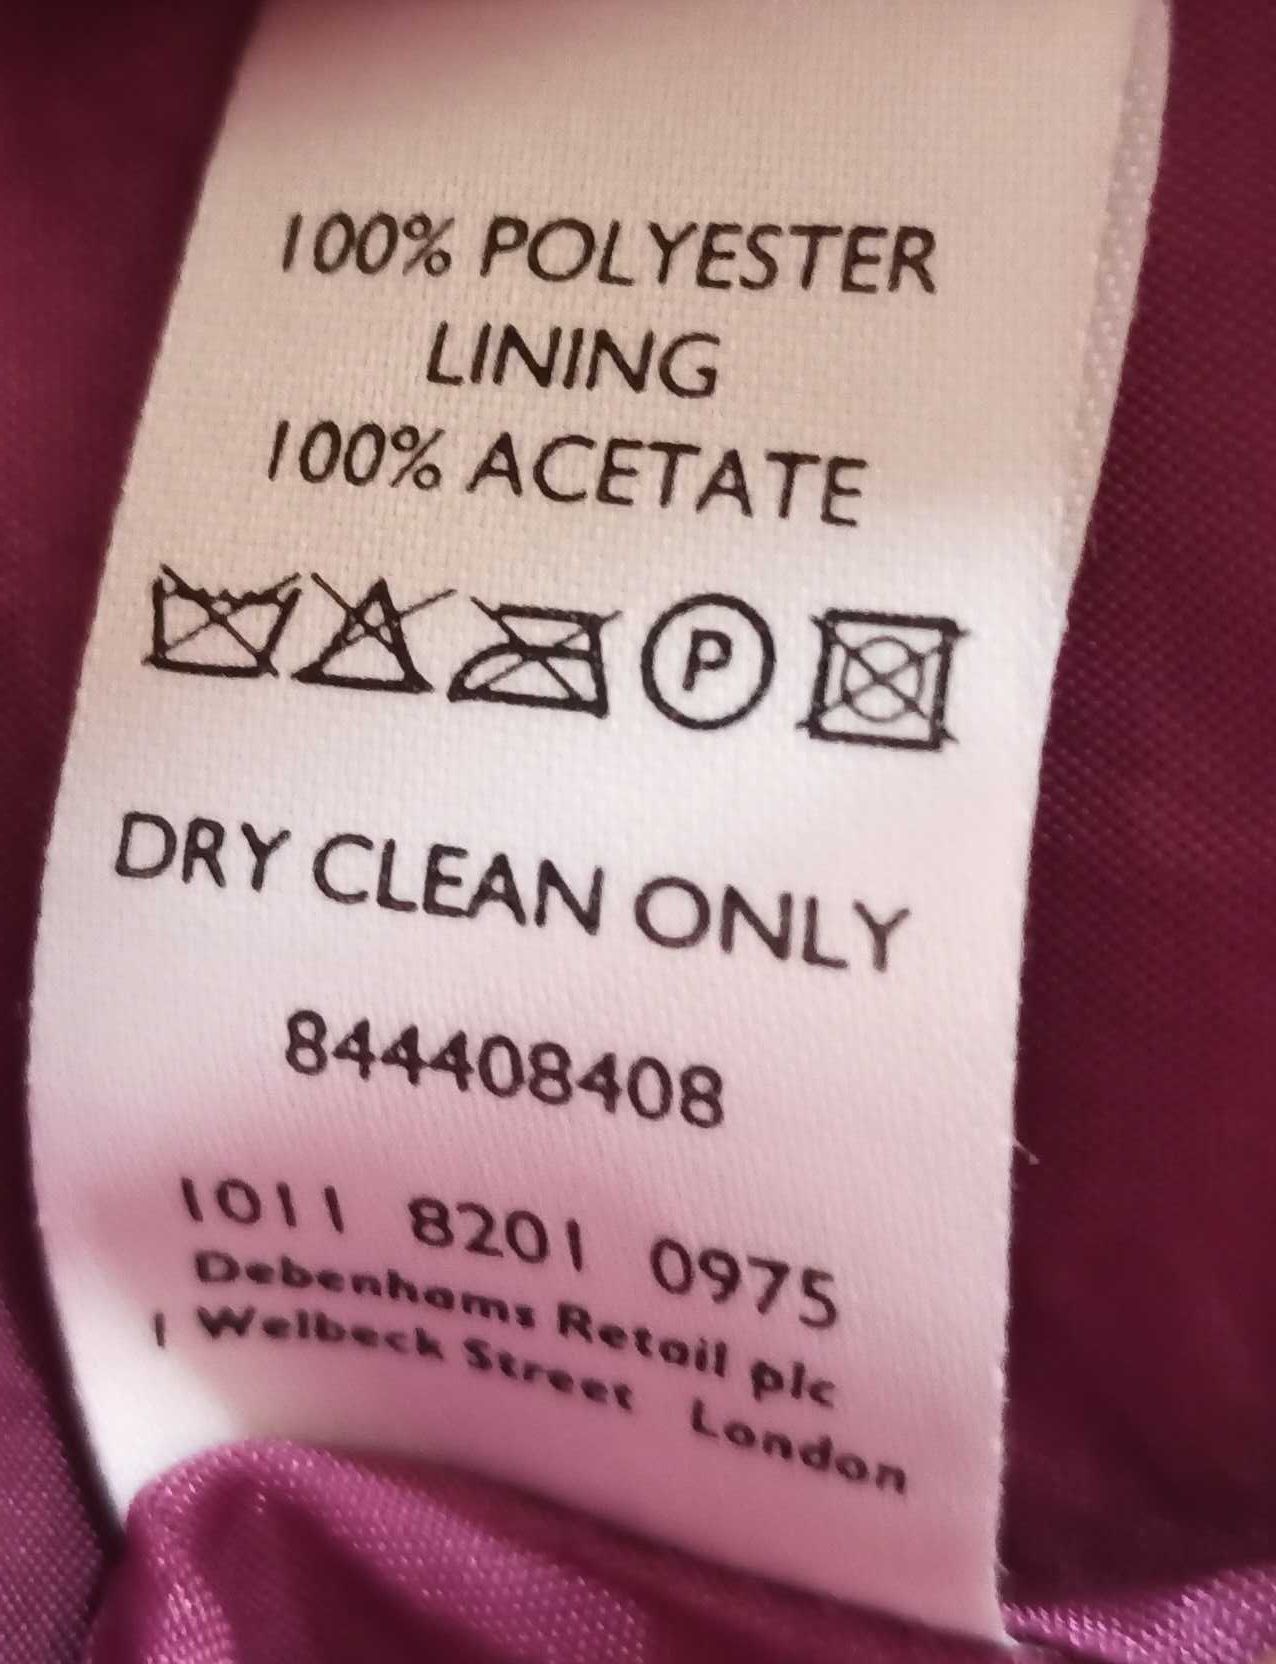 100% POLYESTER
LINING
100% ACETATE
P
DRY CLEAN ONLY
844408408
1011 8201 0975
Debenhams Retail plc
1 Welbeck Street London